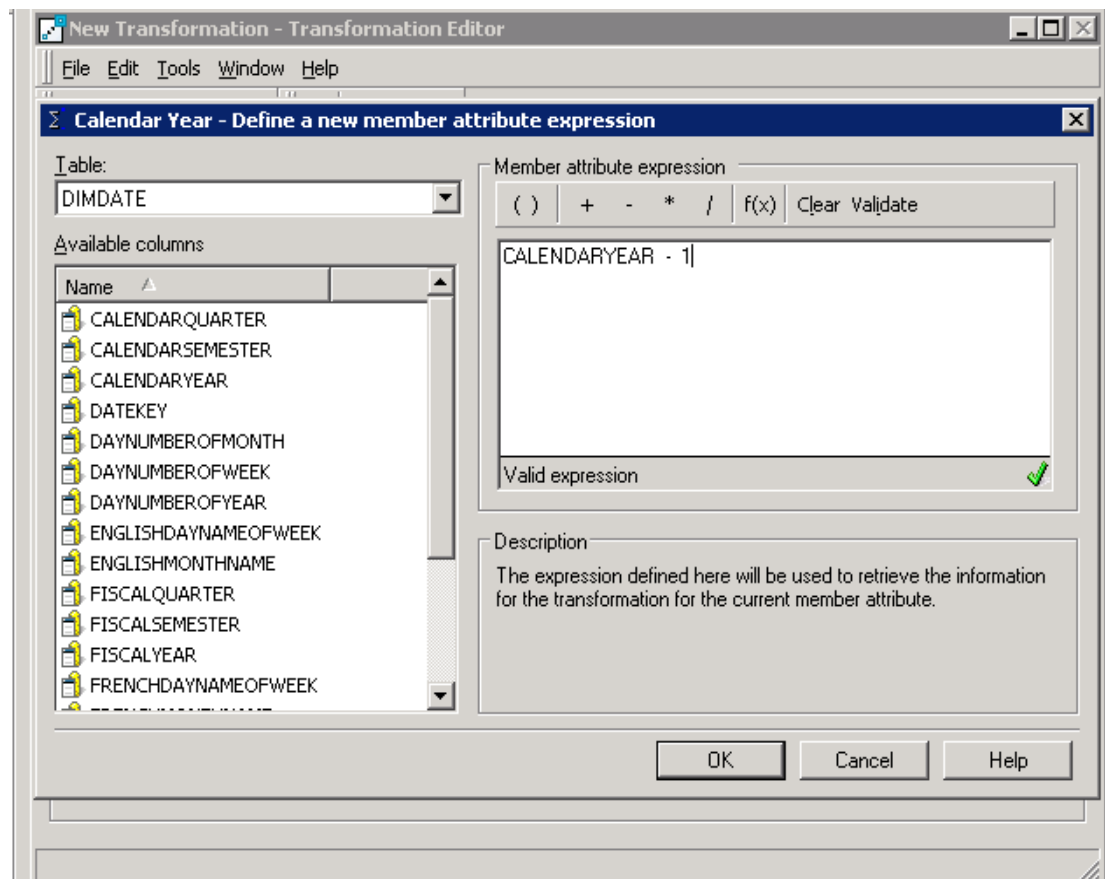 New Transformation - Transformation Editor
File Edit Tools Window Help
Σ Calendar Year - Define a new member attribute expression
Table:
DIMDATE
Available columns
Name
CALENDARQUARTER
CALENDARSEMESTER
CALENDARYEAR
DATEKEY
DAYNUMBEROFMONTH
DAYNUMBEROFWEEK
DAYNUMBEROFYEAR
ENGLISHDAYNAMEOFWEEK
ENGLISHMONTHNAME
FISCALQUARTER
FISCALSEMESTER
FISCALYEAR
FRENCHDAYNAMEOFWEEK
Member attribute expression
( ) + - * / f(x) Clear Validate
CALENDARYEAR - 1
Valid expression
Description
The expression defined here will be used to retrieve the information
for the transformation for the current member attribute.
OK Cancel Help